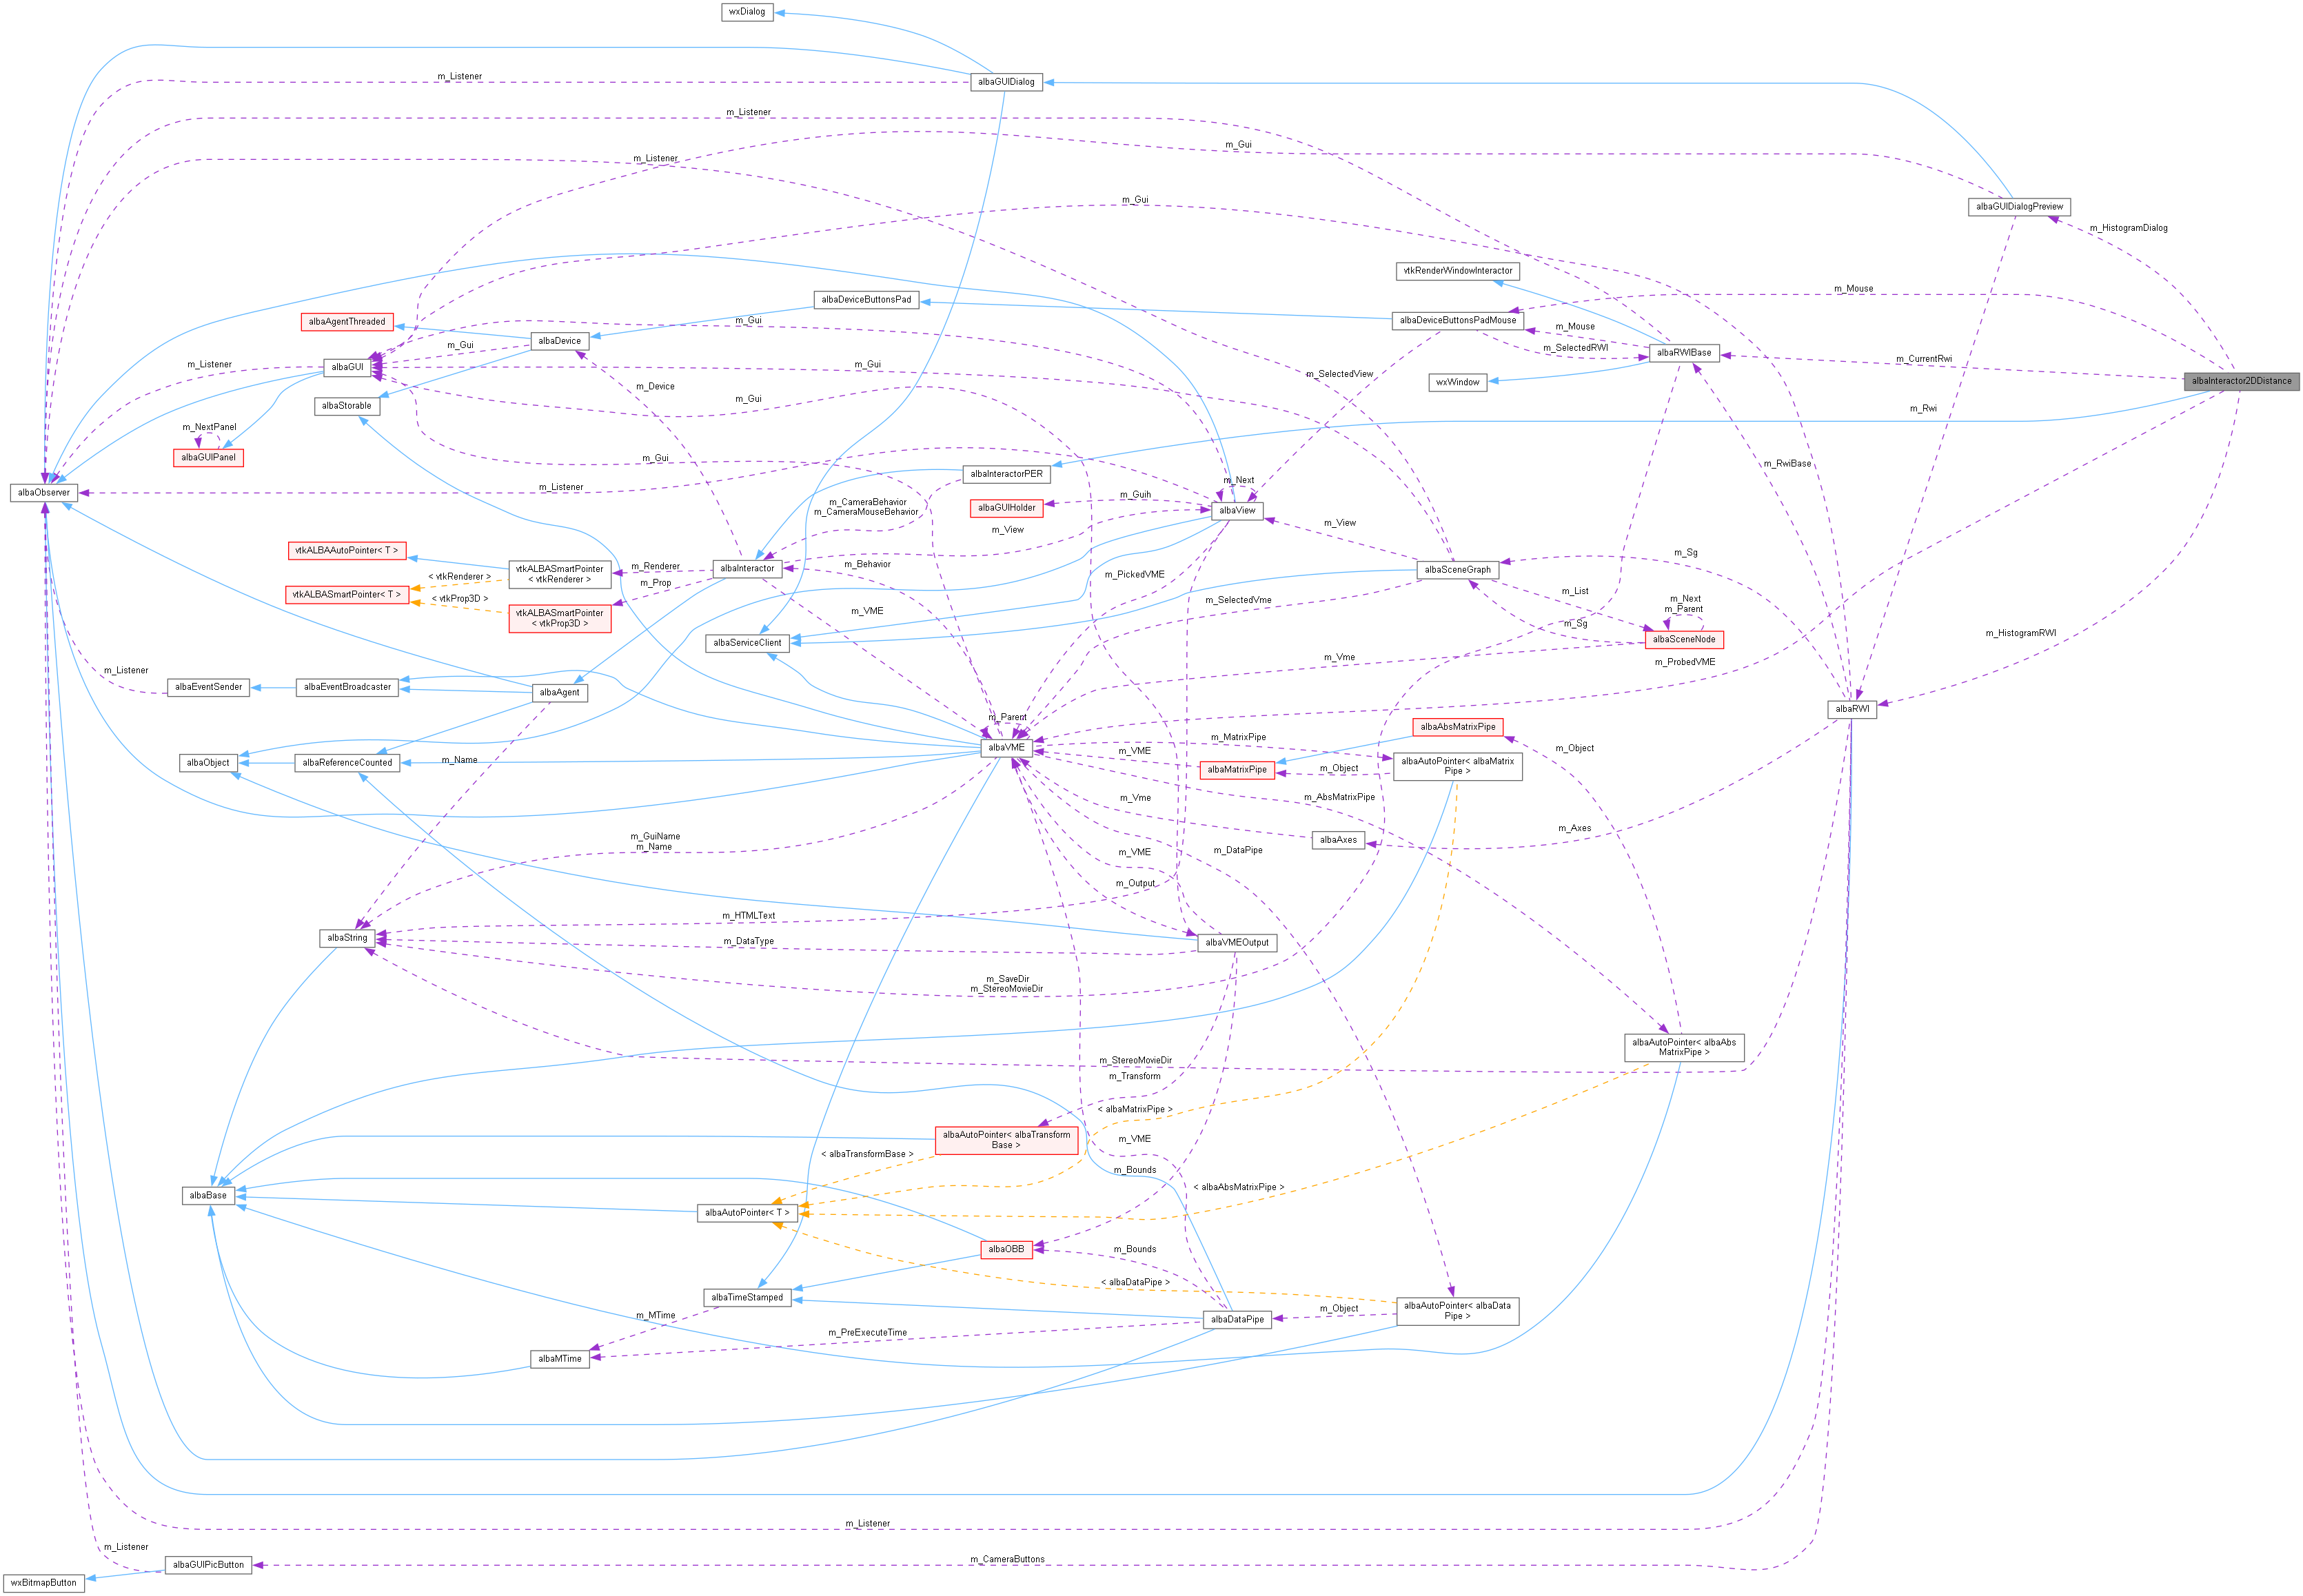 wxDialog
m_Listener
albaGUIDialog
m_Listener
m_Gui
m_Listener
m_Gui
albaGUIDialogPreview
m_HistogramDialog
vtkRenderWindowInteractor
m_Mouse
albaDeviceButtonsPad
albaAgentThreaded
m_Gui
albaDeviceButtonsPadMouse
m_Mouse
albaDevice
m_Gui
m_SelectedRWI
albaRWIBase
m_CurrentRwi
m_Listener
albaGUI
m_Gui
m_SelectedView
wxWindow
albaInteractor2DDistance
m_Device
m_Gui
albaStorable
m_Rwi
m_NextPanel
albaGUIPanel
m_Gui
m_RwiBase
albaInteractorPER
m_Next
albaObserver
m_Listener
m_CameraBehavior
m_CameraMouseBehavior
m_Guih
albaGUIHolder
albaView
m_View
m_View
vtkALBAAutoPointer< T >
m_Sg
vtkALBASmartPointer
< vtkRenderer >
m_Renderer
albaInteractor
m_Behavior
albaSceneGraph
< vtkRenderer >
m_Prop
m_PickedVME
vtkALBASmartPointer< T >
< vtkProp3D >
vtkALBASmartPointer
< vtkProp3D >
m_VME
m_SelectedVme
m_List
m_Next
m_Parent
m_Sg
albaSceneNode
m_HistogramRWI
albaServiceClient
m_Vme
m_ProbedVME
m_Listener
albaEventSender
albaEventBroadcaster
albaAgent
albaRWI
m_Parent
albaAbsMatrixPipe
albaVME
m_MatrixPipe
m_VME
m_Object
albaObject
albaReferenceCounted
m_Name
albaMatrixPipe
m_Object
albaAutoPointer< albaMatrix
Pipe >
m_Vme
m_AbsMatrixPipe
m_Axes
m_GuiName
m_Name
albaAxes
m_VME
m_DataPipe
m_Output
m_HTMLText
albaString
m_DataType
albaVMEOutput
m_SaveDir
m_StereoMovieDir
albaAutoPointer< albaAbs
MatrixPipe >
m_StereoMovieDir
m_Transform
< albaMatrixPipe >
albaAutoPointer< albaTransform
Base >
m_VME
< albaTransformBase >
m_Bounds
< albaAbsMatrixPipe >
albaBase
albaAutoPointer< T >
albaOBB
m_Bounds
< albaDataPipe >
albaTimeStamped
m_MTime
albaDataPipe
m_Object
albaAutoPointer< albaData
Pipe >
m_PreExecuteTime
albaMTime
m_Listener
m_Listener
albaGUIPicButton
m_CameraButtons
wxBitmapButton